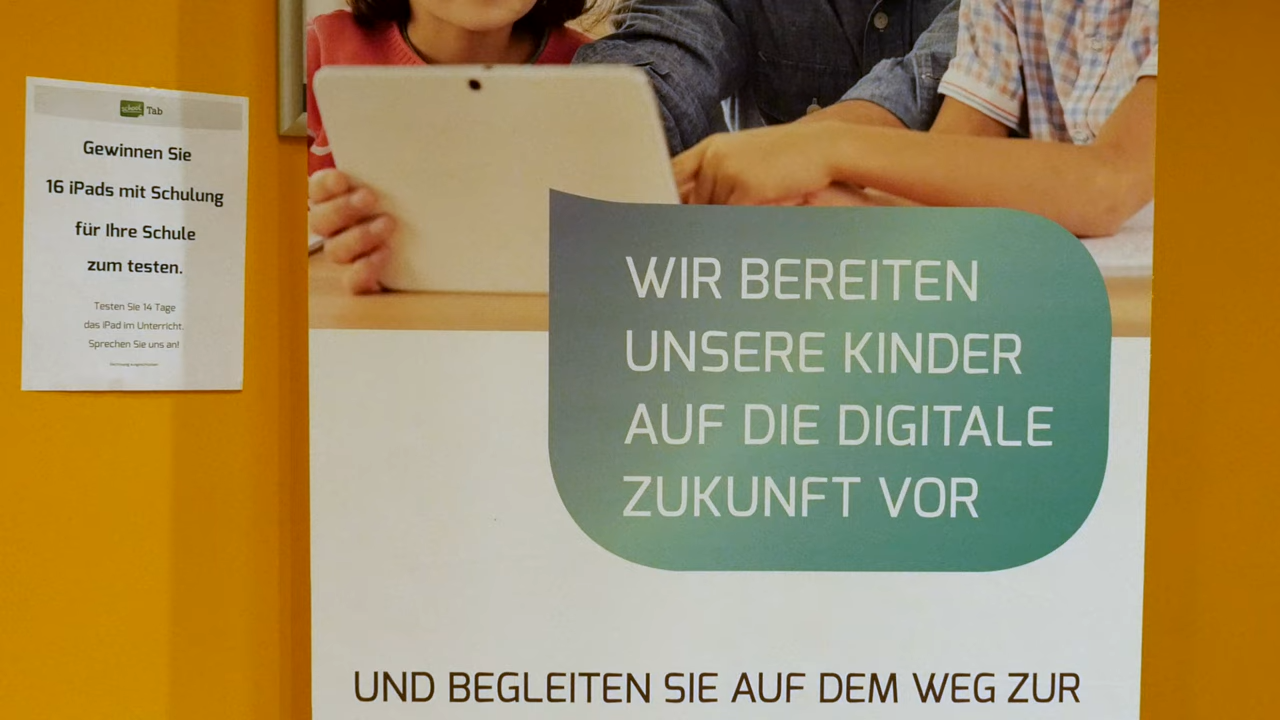 school Tab
Gewinnen Sie
16 iPads mit Schulung
für Ihre Schule
zum testen.
Testen Sie 14 Tage
das iPad im Unterricht.
Sprechen Sie uns an!
WIR BEREITEN
UNSERE KINDER
AUF DIE DIGITALE
ZUKUNFT VOR
UND BEGLEITEN SIE AUF DEM WEG ZUR